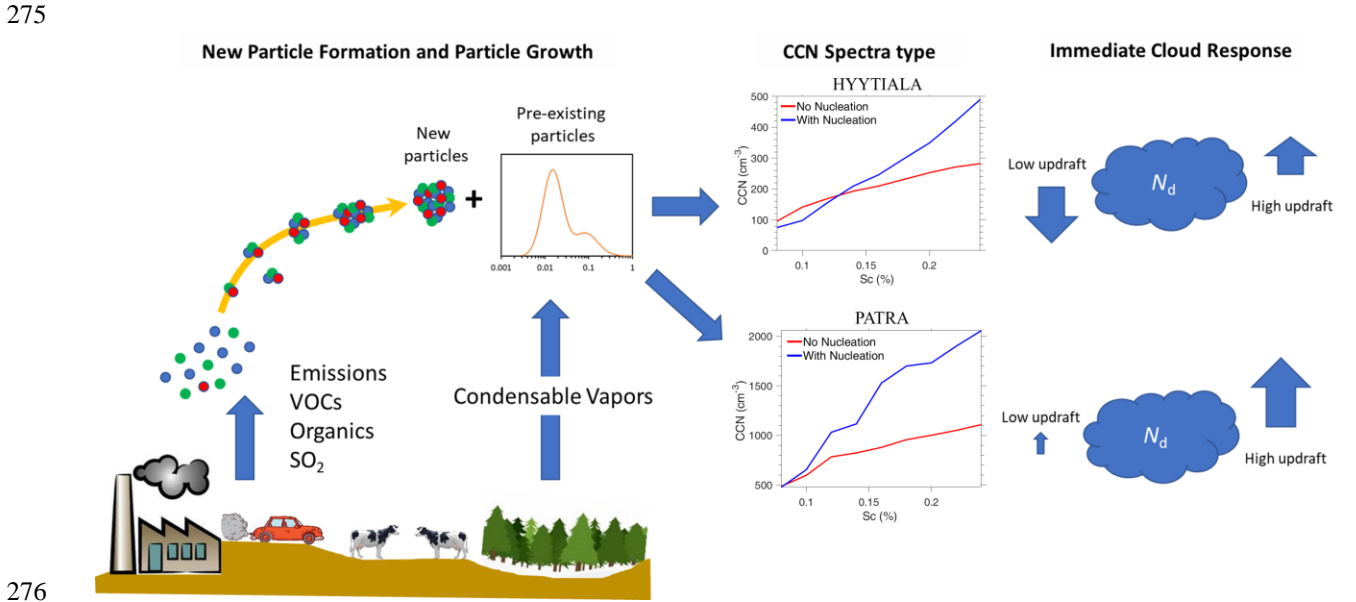 275
New Particle Formation and Particle Growth
CCN Spectra type
Immediate Cloud Response
New
particles
+
Pre-existing
particles
0.001 0.01 0.1 1
Emissions
VOCs
Organics
SO₂
Condensable Vapors
HYYTIALA
No Nucleation
With Nucleation
CCN (cm⁻³)
500
400
300
200
100
0
0.1 0.15 0.2
Sc (%)
Low updraft
N_d
High updraft
PATRA
No Nucleation
With Nucleation
CCN (cm⁻³)
2000
1500
1000
500
0.1 0.15 0.2
Sc (%)
Low updraft
N_d
High updraft
276